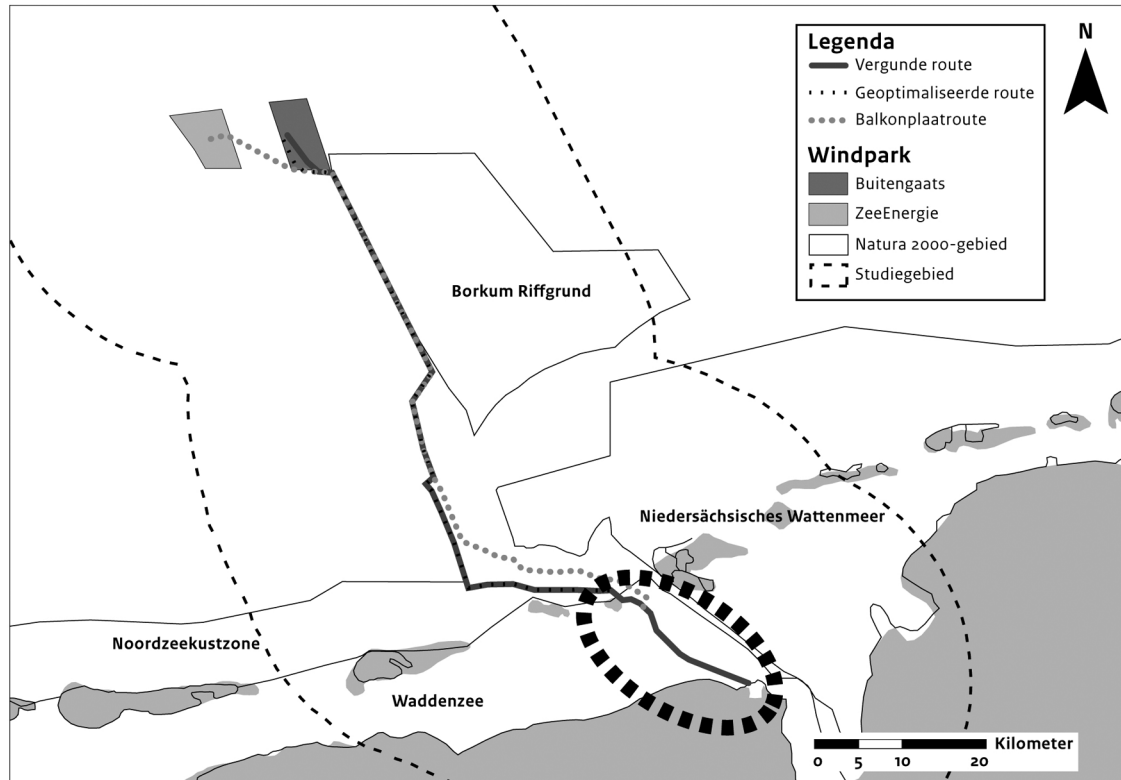 Legenda
Vergunde route
Geoptimaliseerde route
Balkonplaatroute
Windpark
Buitengaats
ZeeEnergie
Natura 2000-gebied
Studiegebied
N
Borkum Riffgrund
Niedersächsisches Wattenmeer
Noordzeekustzone
Waddenzee
Kilometer
0 5 10 20